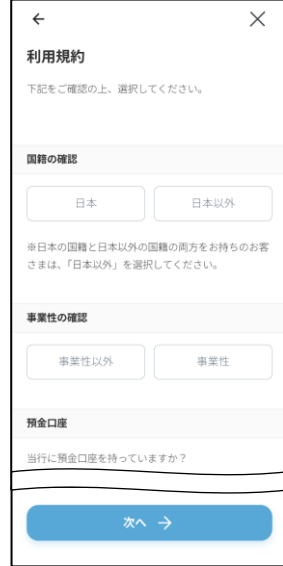 利用規約
下記をご確認の上、選択してください。
国籍の確認
日本 日本以外
※日本の国籍と日本以外の国籍の両方をお持ちのお客
さまは、「日本以外」を選択してください。
事業性の確認
事業性以外 事業性
預金口座
当行に預金口座を持っていますか？
次へ